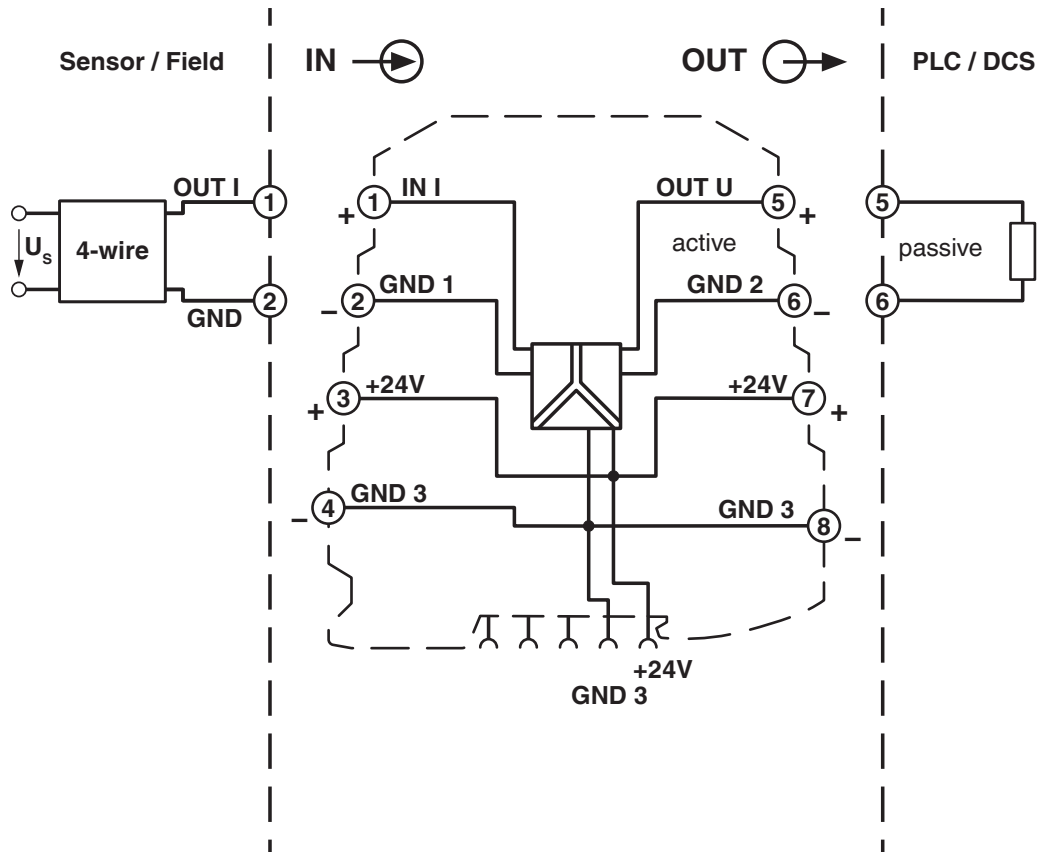 Sensor / Field
IN
OUT
PLC / DCS
OUT I
1
U_s
4-wire
2
GND
+ 1 IN I
− 2 GND 1
+ 3 +24V
− 4 GND 3
OUT U 5 +
active
GND 2 6 −
+24V 7 +
GND 3 8 −
+24V
GND 3
5
passive
6